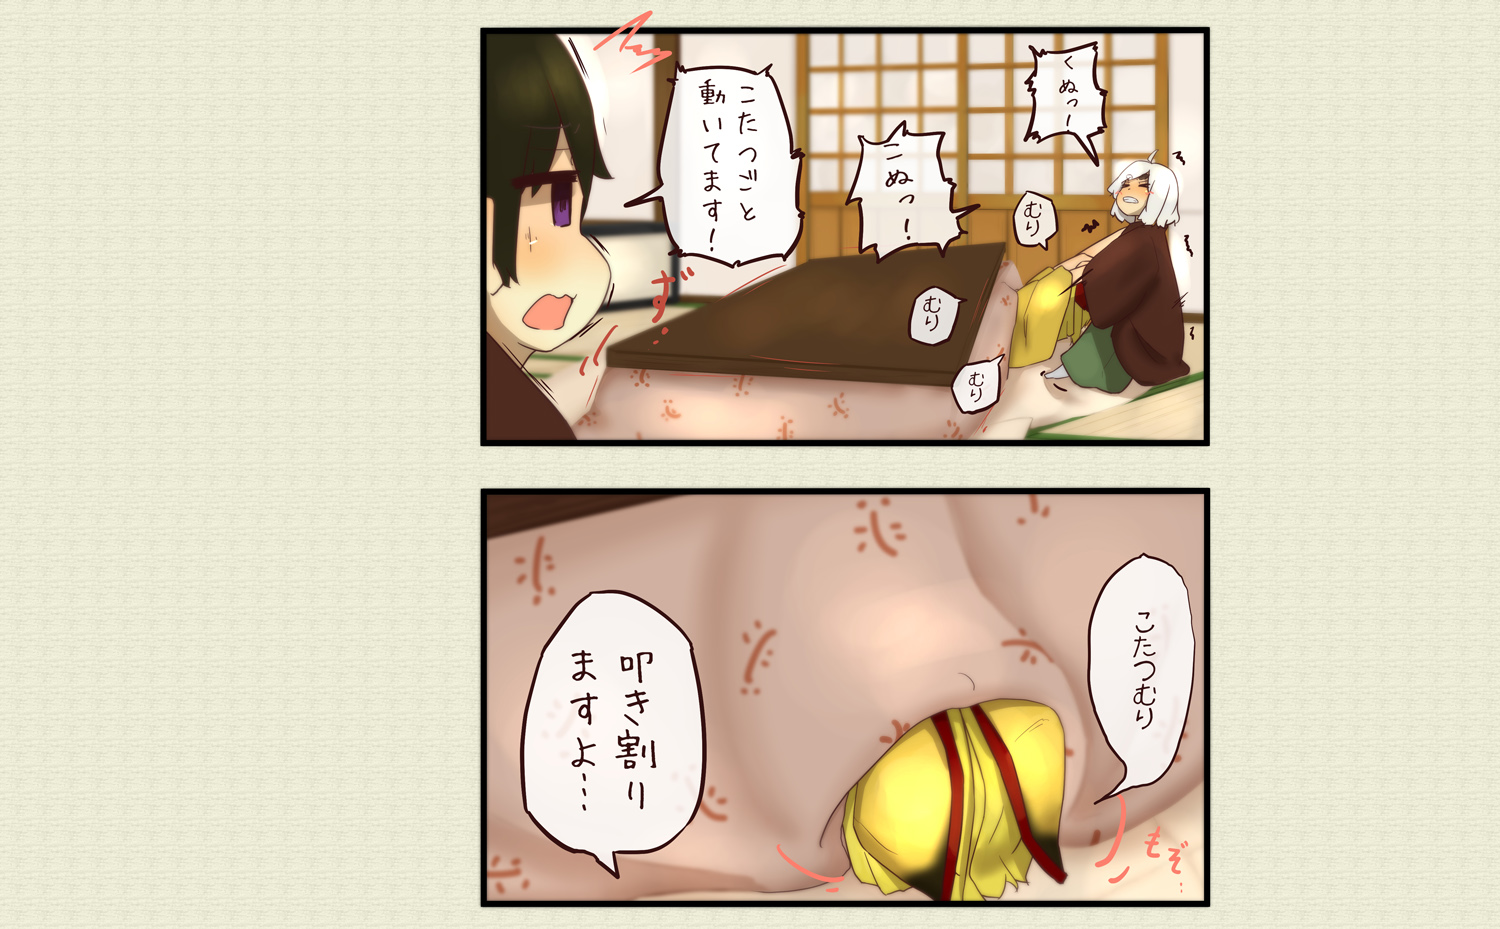 くぬっー
むり
こぬっ！
むり
むり
こたつごと
動いてます！
ず…
こたつむり
叩き割り
ますよ…
もぞ…